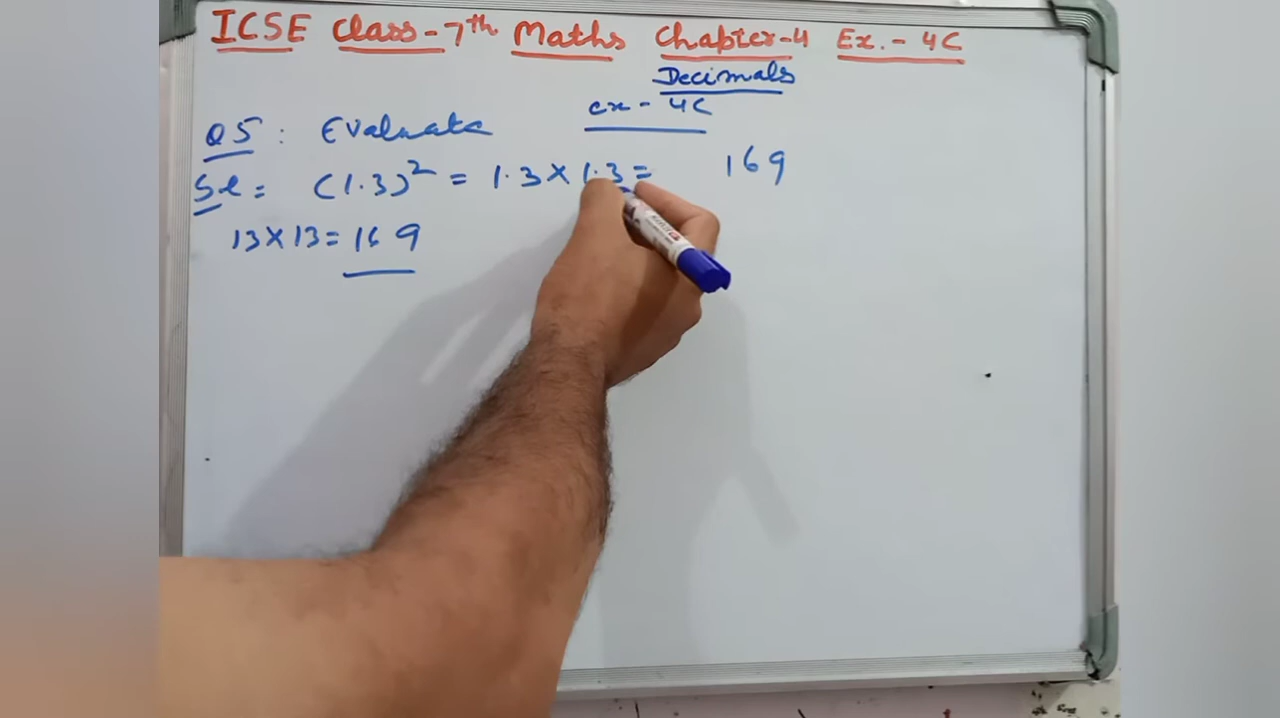 ICSE Class-7th Maths Chapter-4 Ex.- 4C
Decimals
ex - 4C
Q5 : Evaluate
Sol = (1.3)² = 1.3 × 1.3 = 169
13 × 13 = 169